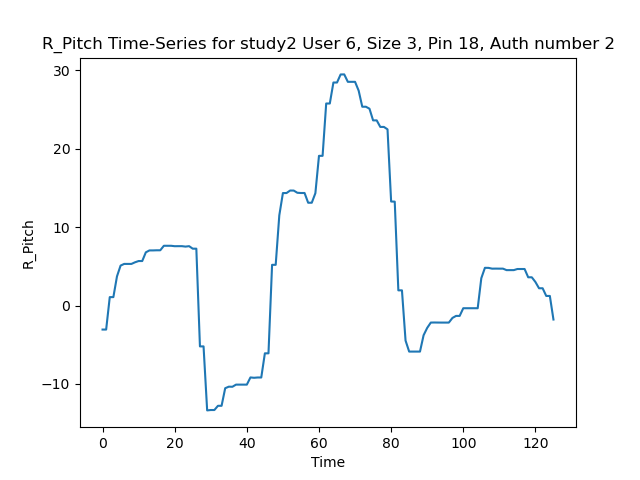 R_Pitch Time-Series for study2 User 6, Size 3, Pin 18, Auth number 2
30
20
10
0
−10
R_Pitch
0 20 40 60 80 100 120
Time